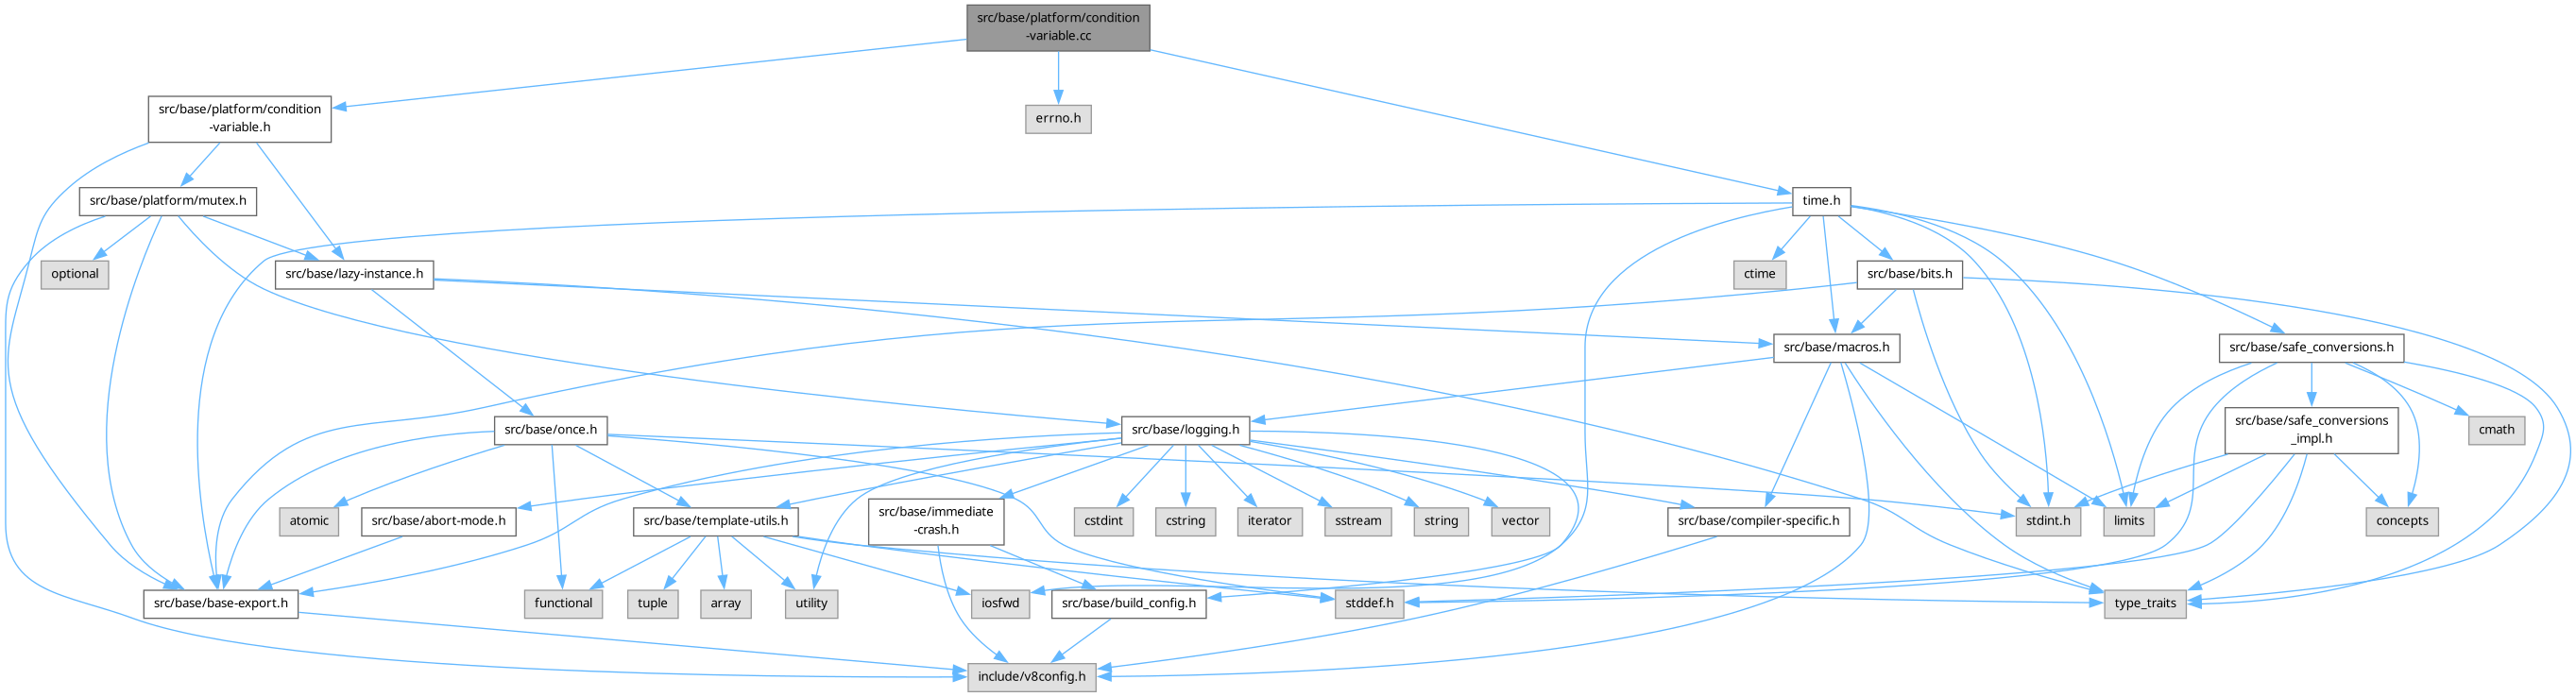 src/base/platform/condition
-variable.cc
src/base/platform/condition
-variable.h
errno.h
src/base/platform/mutex.h
time.h
optional
src/base/lazy-instance.h
ctime
src/base/bits.h
src/base/macros.h
src/base/safe_conversions.h
src/base/once.h
src/base/logging.h
src/base/safe_conversions
_impl.h
cmath
atomic
src/base/abort-mode.h
src/base/template-utils.h
src/base/immediate
-crash.h
cstdint
cstring
iterator
sstream
string
vector
src/base/compiler-specific.h
stdint.h
limits
concepts
src/base/base-export.h
functional
tuple
array
utility
iosfwd
src/base/build_config.h
stddef.h
type_traits
include/v8config.h